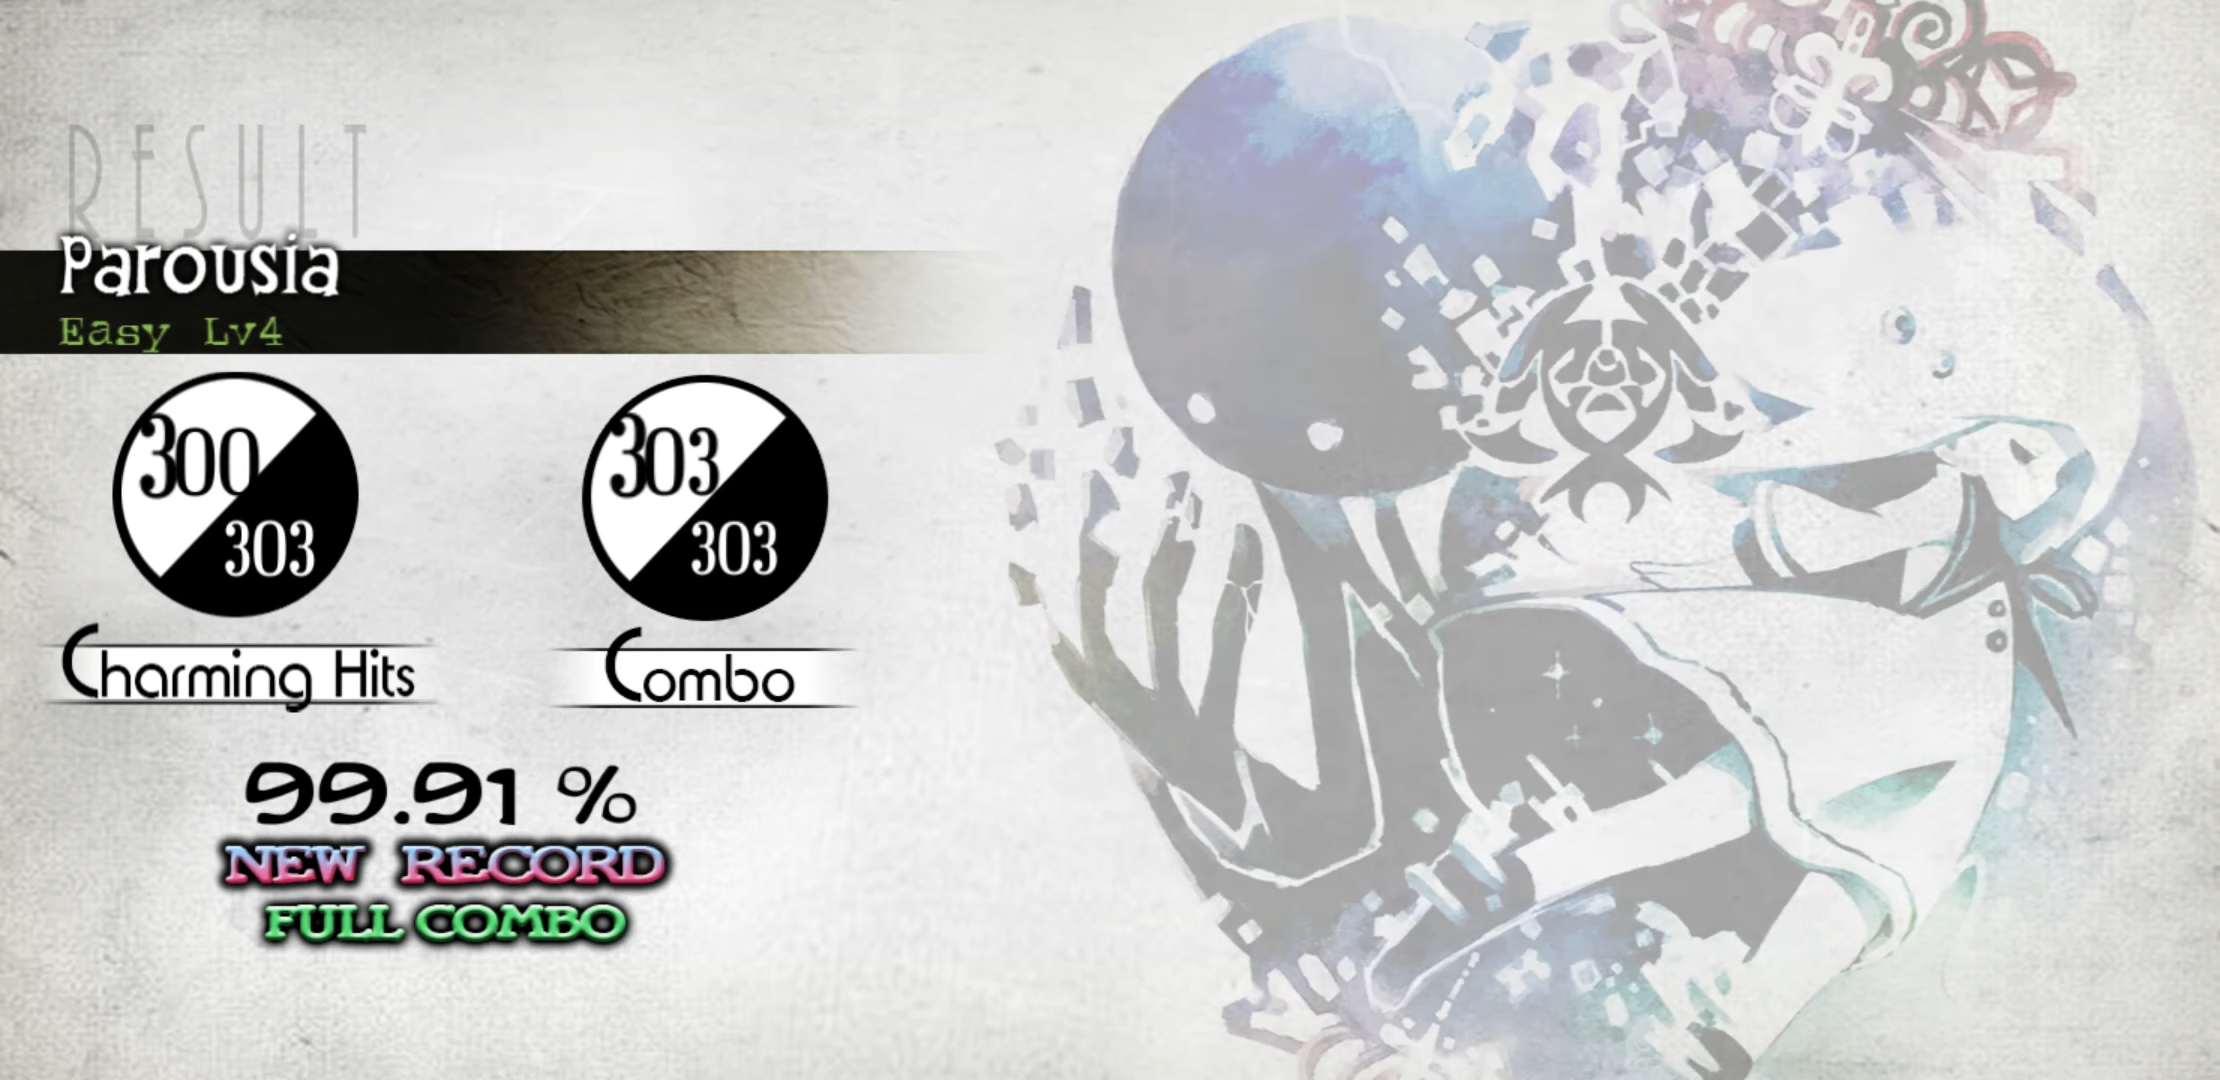 RESULT
Parousia
Easy Lv4
300
303
303
303
Charming Hits
Combo
99.91 %
NEW RECORD
FULL COMBO